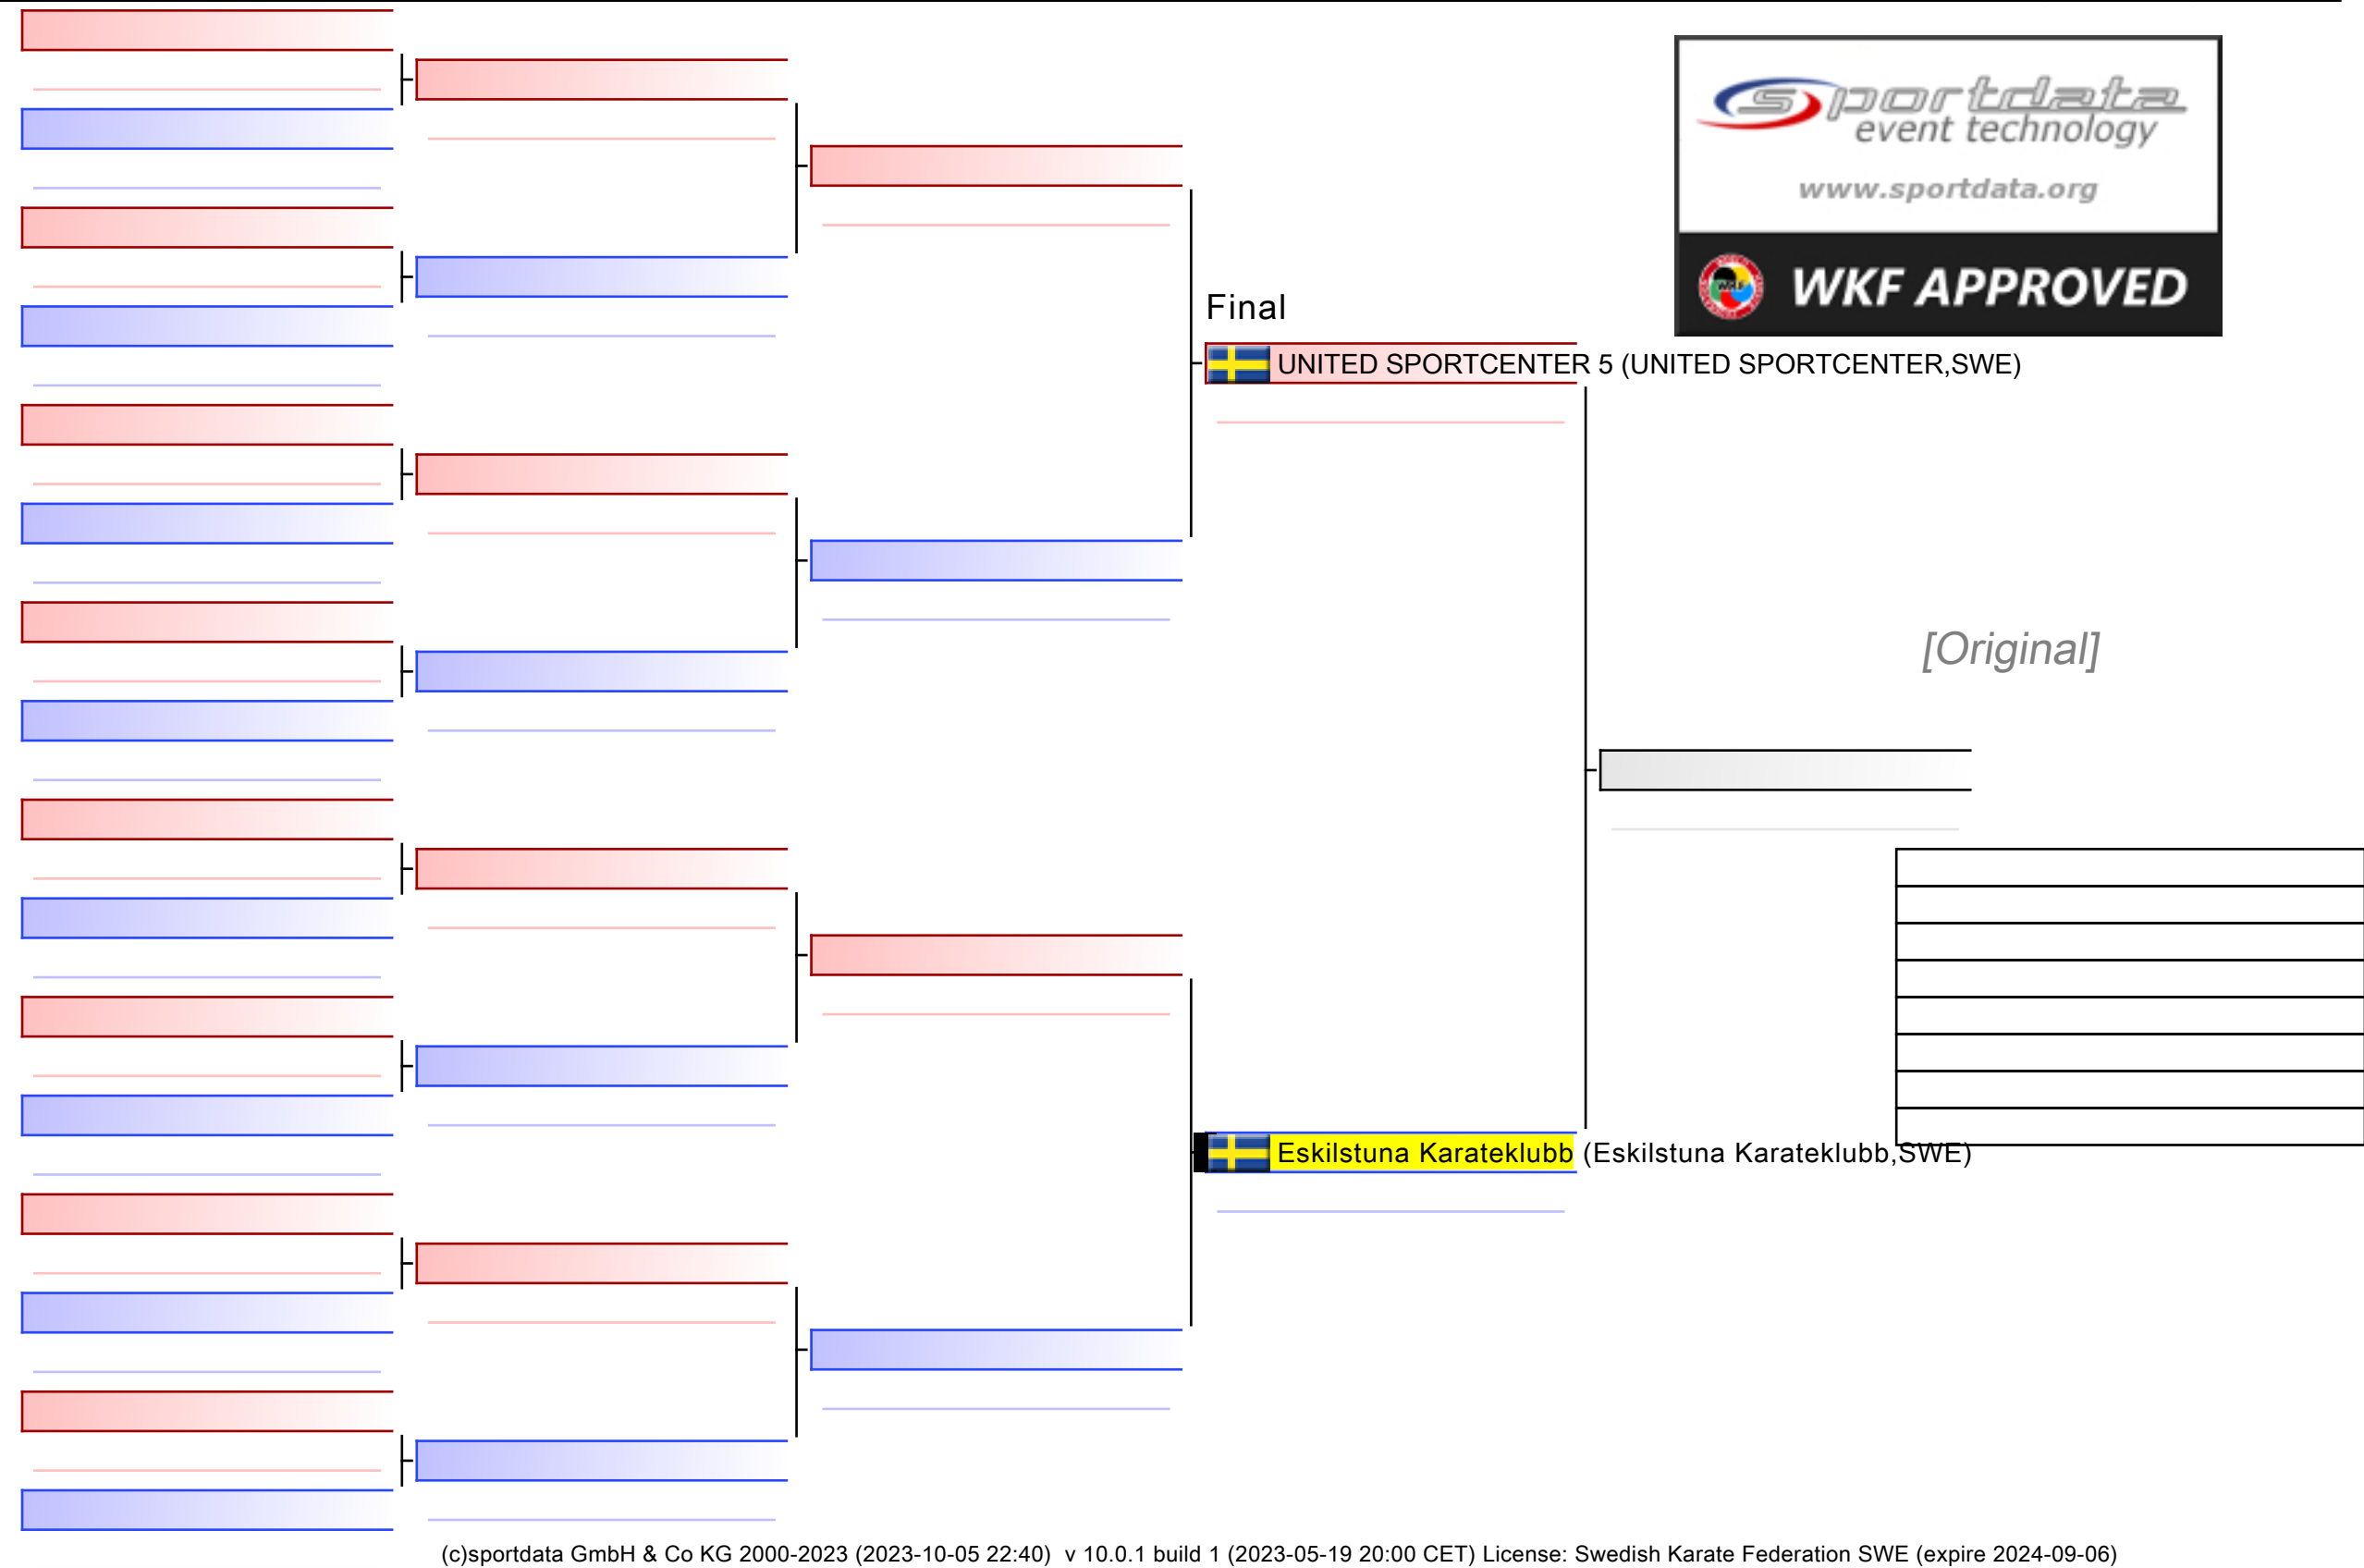 sportdata
event technology
www.sportdata.org
WKF
WKF APPROVED
Final
UNITED SPORTCENTER 5 (UNITED SPORTCENTER,SWE)
[Original]
Eskilstuna Karateklubb (Eskilstuna Karateklubb,SWE)
(c)sportdata GmbH & Co KG 2000-2023 (2023-10-05 22:40) v 10.0.1 build 1 (2023-05-19 20:00 CET) License: Swedish Karate Federation SWE (expire 2024-09-06)